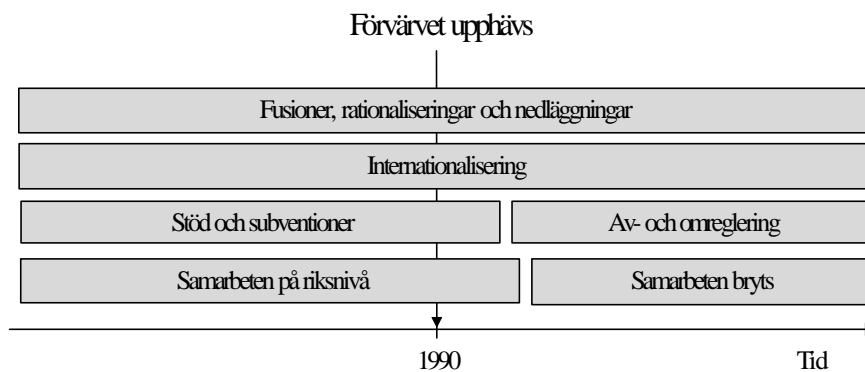 Förvärvet upphävs
Fusioner, rationaliseringar och nedläggningar
Internationalisering
Stöd och subventioner
Av- och omreglering
Samarbeten på riksnivå
Samarbeten bryts
1990
Tid